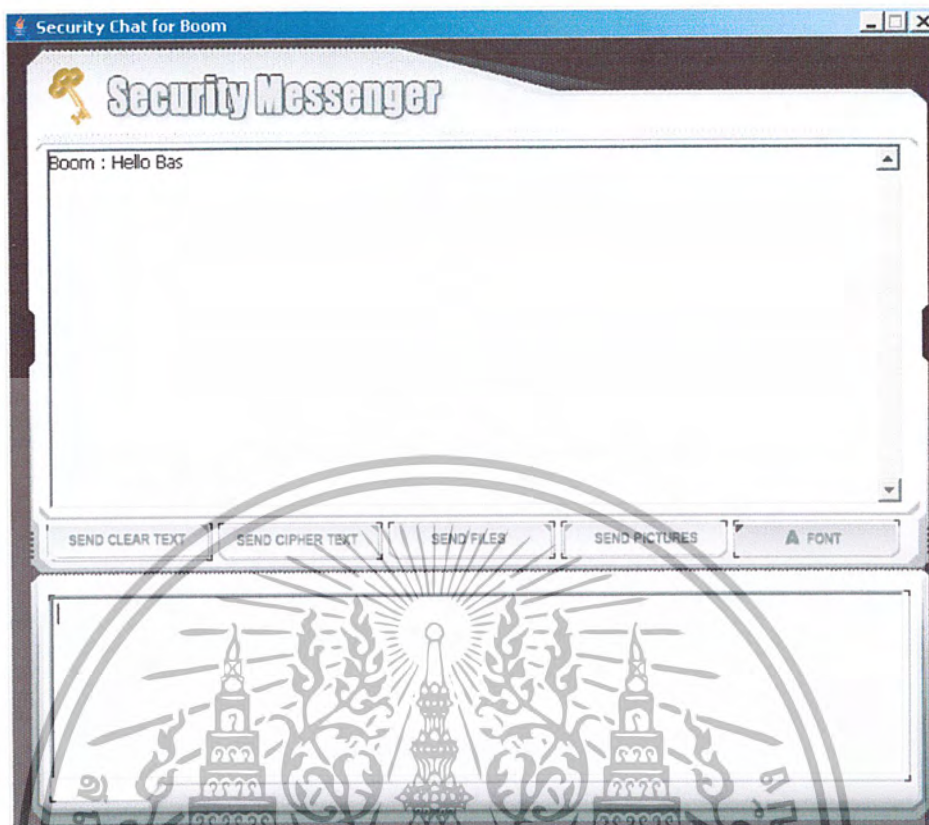 Security Chat for Boom
Security Messenger
Boom : Hello Bas
SEND CLEAR TEXT
SEND CIPHER TEXT
SEND FILES
SEND PICTURES
A FONT